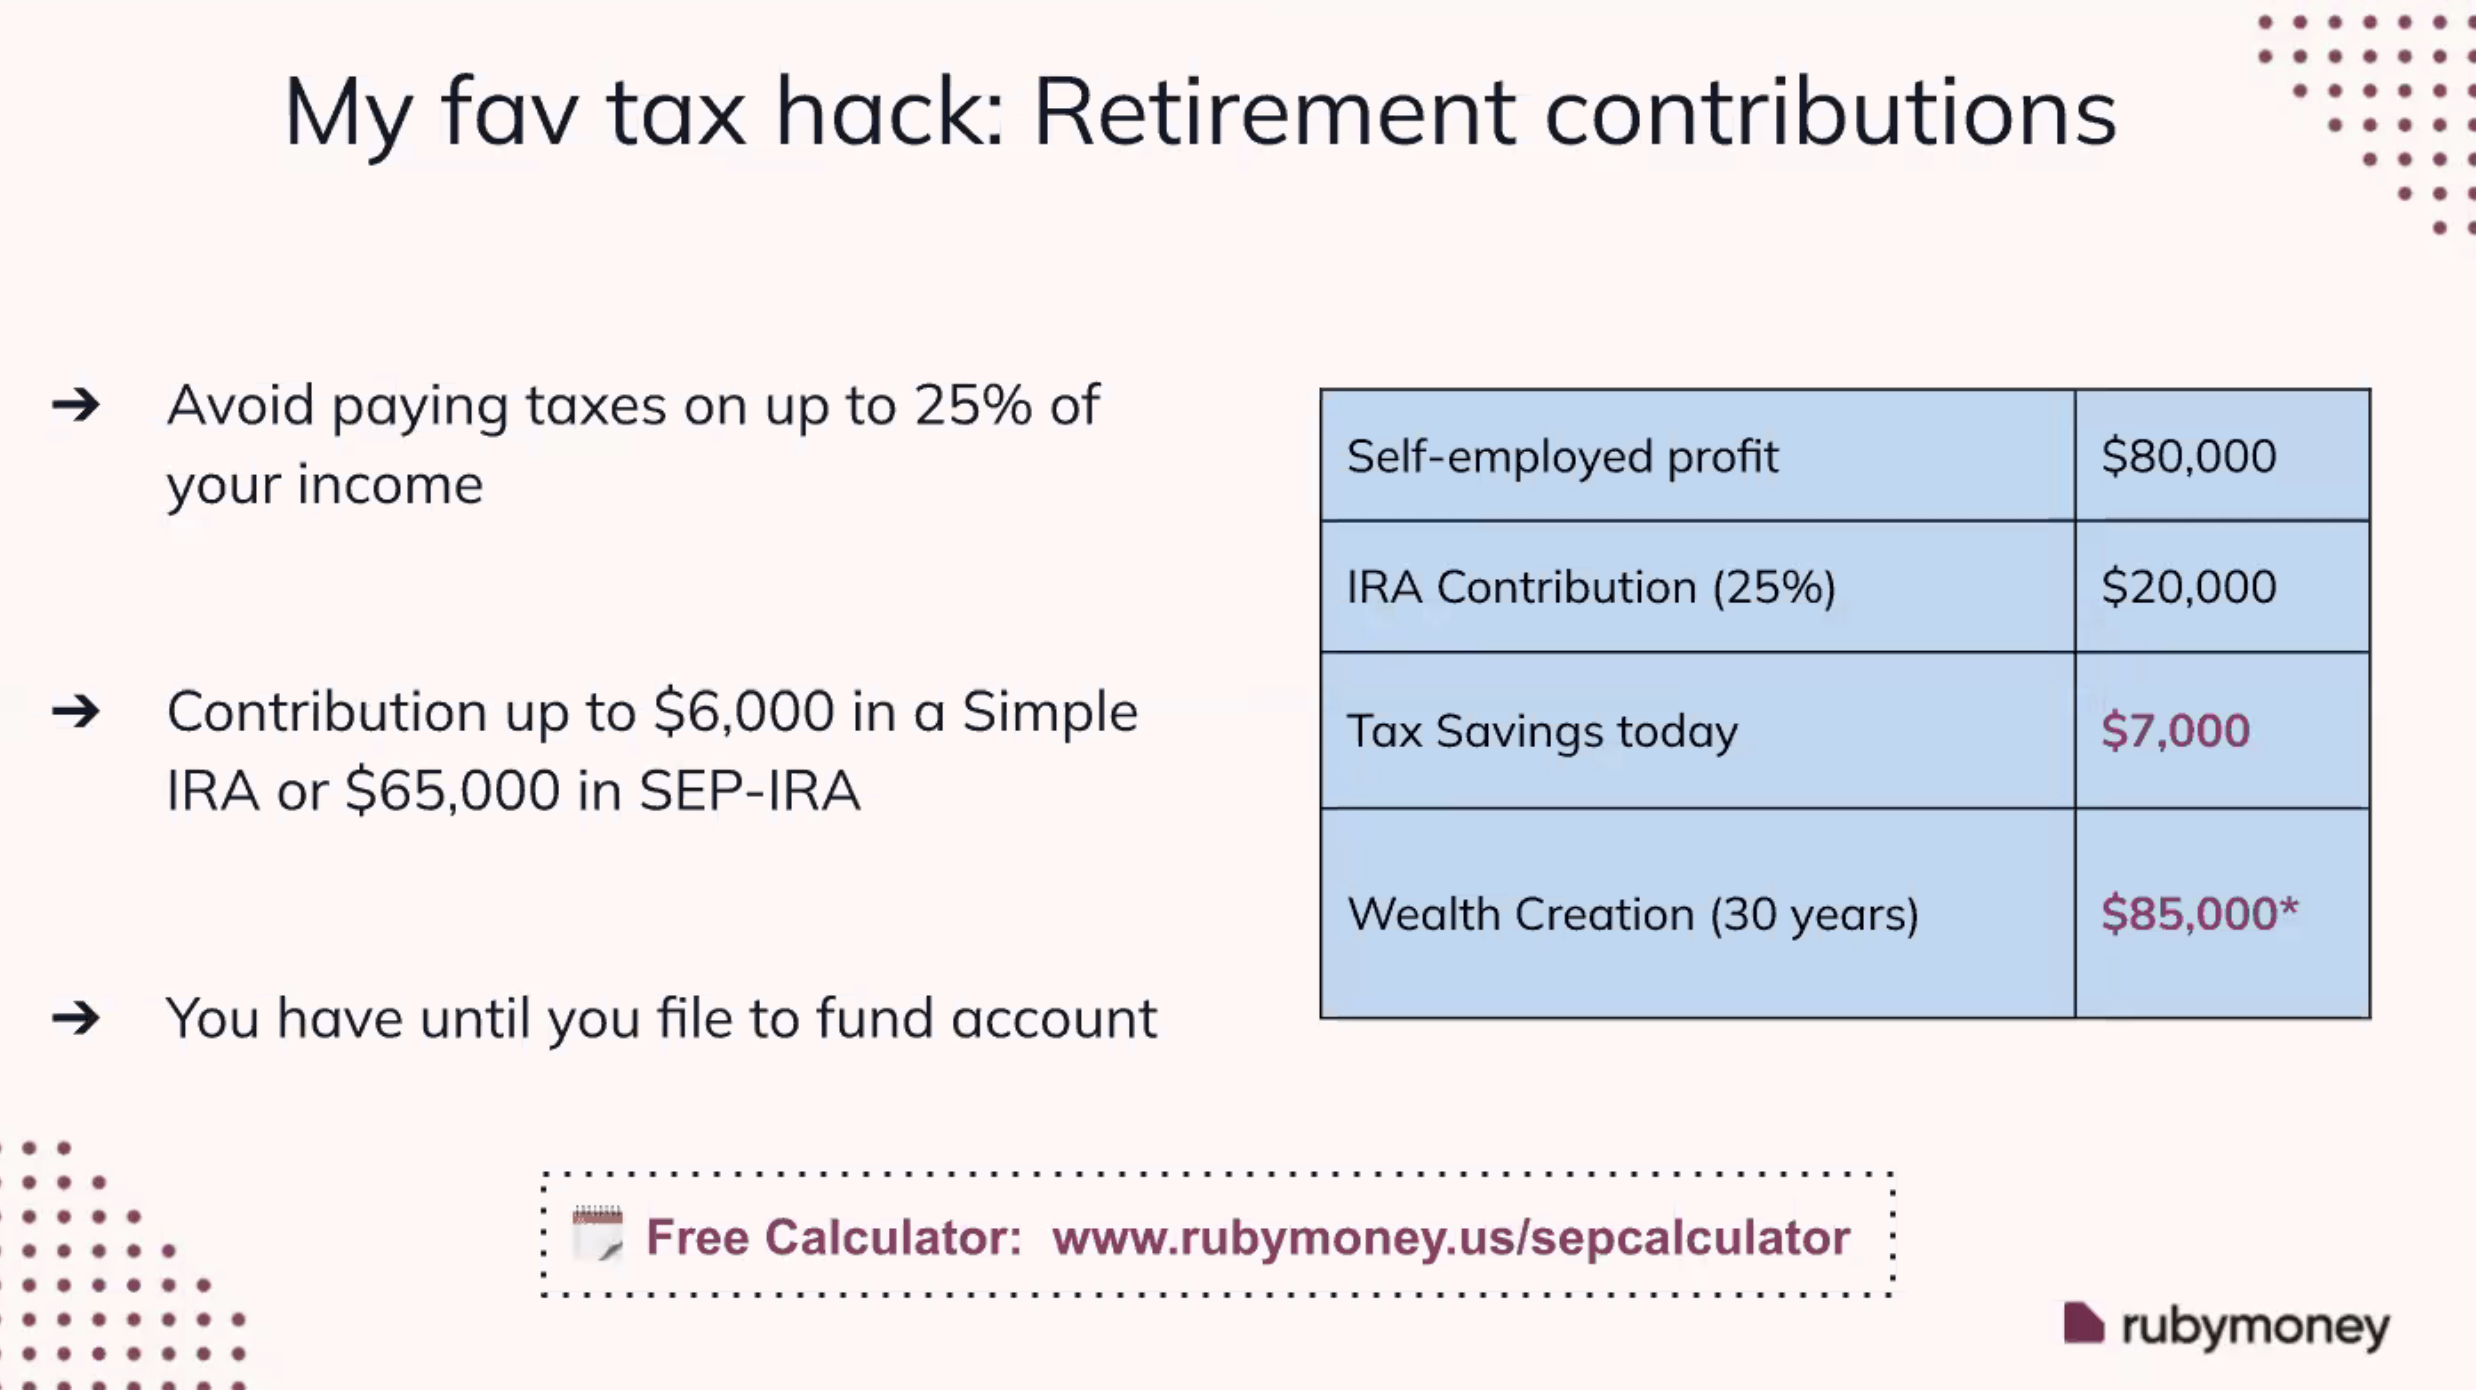 My fav tax hack: Retirement contributions
➔ Avoid paying taxes on up to 25% of
your income
➔ Contribution up to $6,000 in a Simple
IRA or $65,000 in SEP-IRA
➔ You have until you file to fund account
Self-employed profit $80,000
IRA Contribution (25%) $20,000
Tax Savings today $7,000
Wealth Creation (30 years) $85,000*
Free Calculator: www.rubymoney.us/sepcalculator
rubymoney